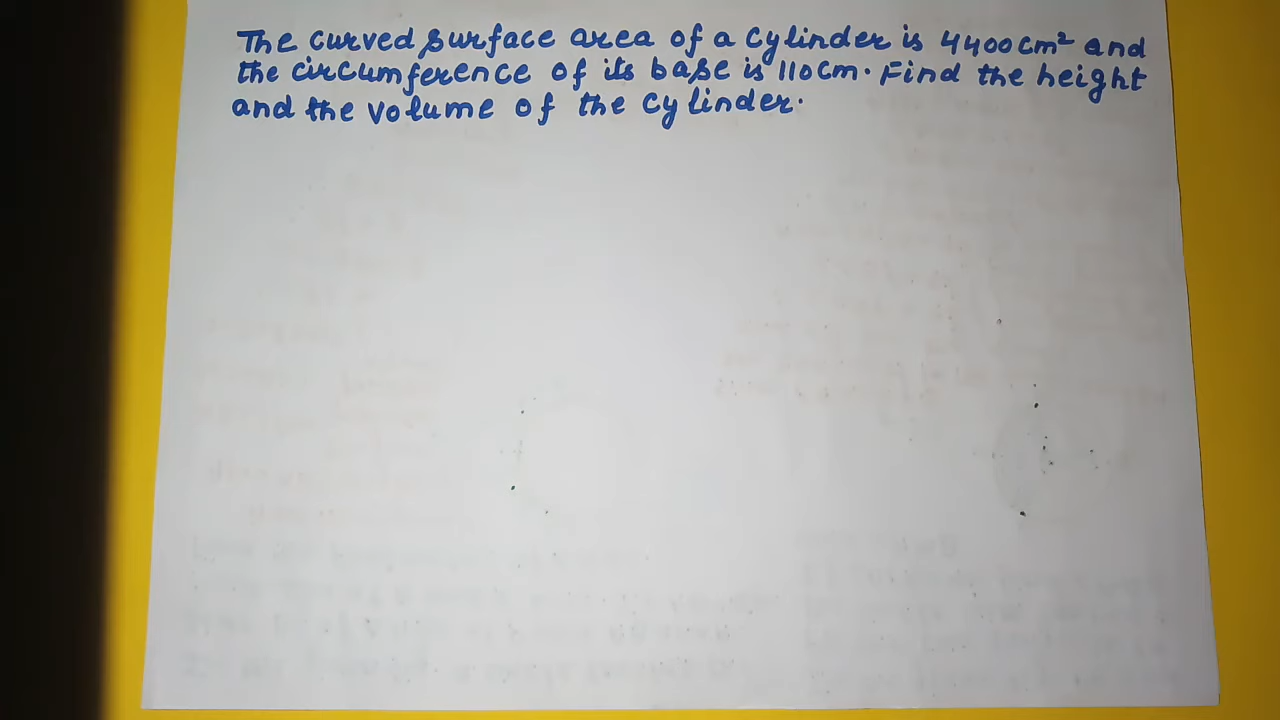 The curved surface area of a cylinder is 4400cm² and
the circumference of its base is 110cm. Find the height
and the volume of the cylinder.